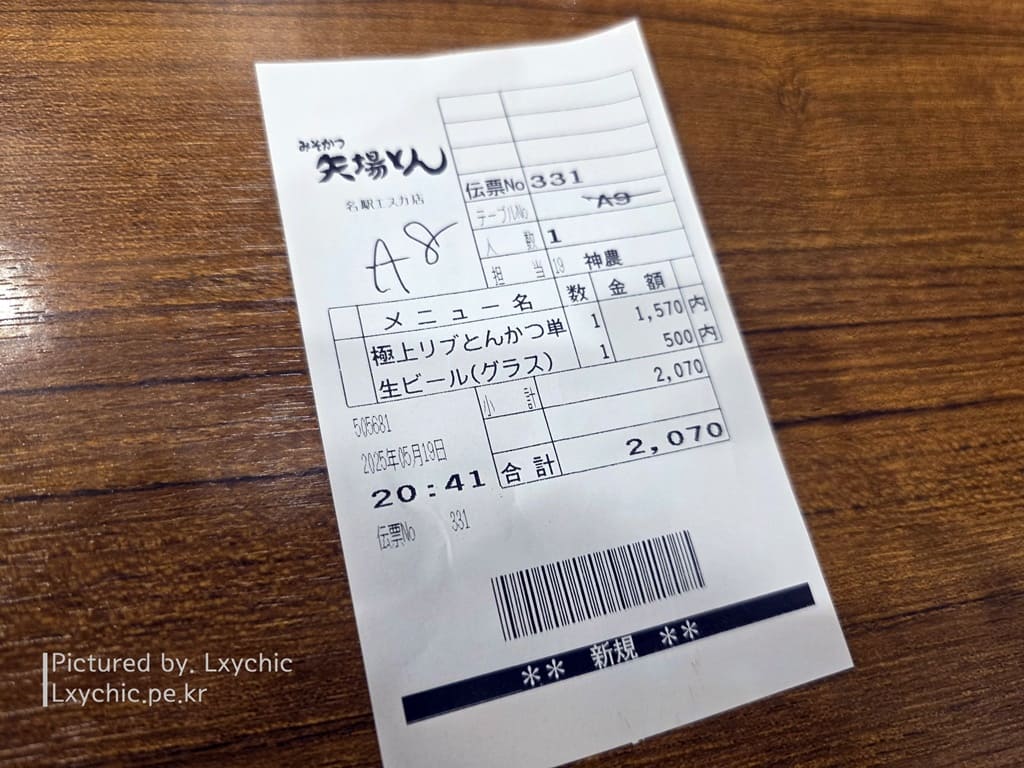 みそかつ
矢場とん
名駅エスカ店
A8
伝票No 331
テーブルNo A9
人数 1
担当 19 神農
メニュー名 数 金額
極上リブとんかつ単 1 1,570 内
生ビール(グラス) 1 500 内
小計 2,070
合計 2,070
505681
2025年05月19日
20:41
伝票No 331
** 新規 **
Pictured by. Lxychic
Lxychic.pe.kr